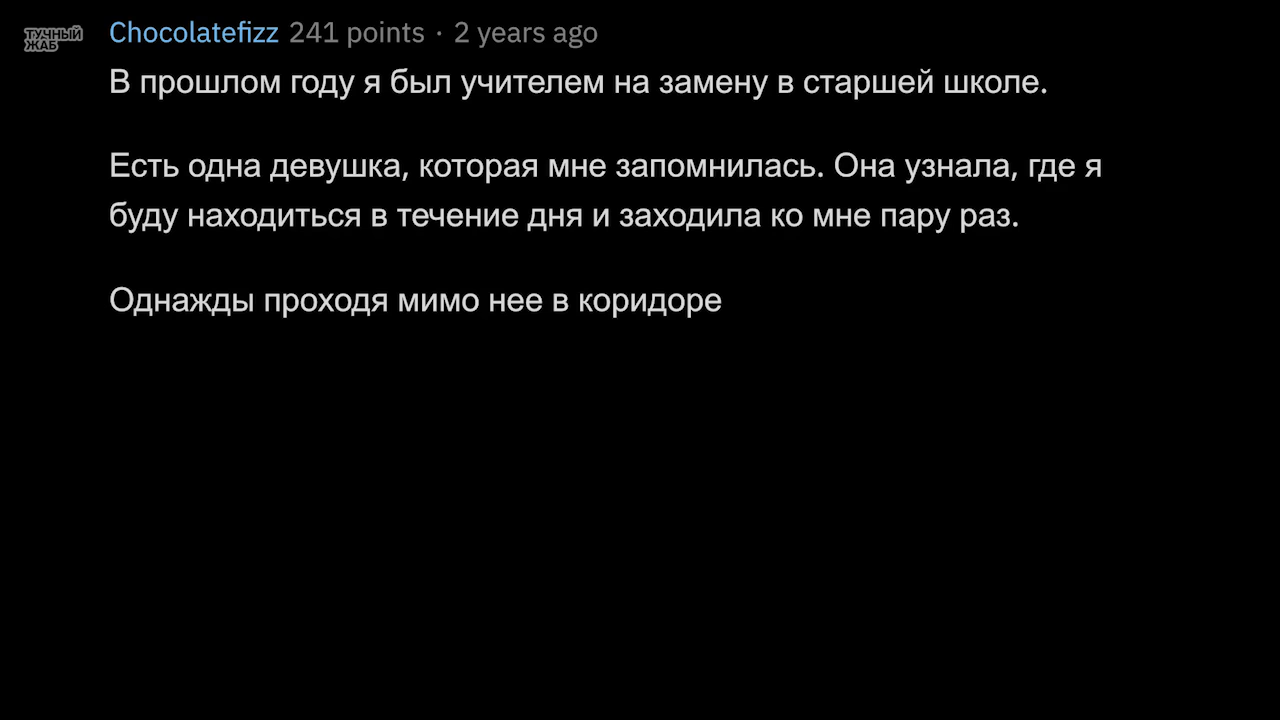 ТУЧНЫЙ
ЖАБ
Chocolatefizz 241 points · 2 years ago
В прошлом году я был учителем на замену в старшей школе.
Есть одна девушка, которая мне запомнилась. Она узнала, где я
буду находиться в течение дня и заходила ко мне пару раз.
Однажды проходя мимо нее в коридоре